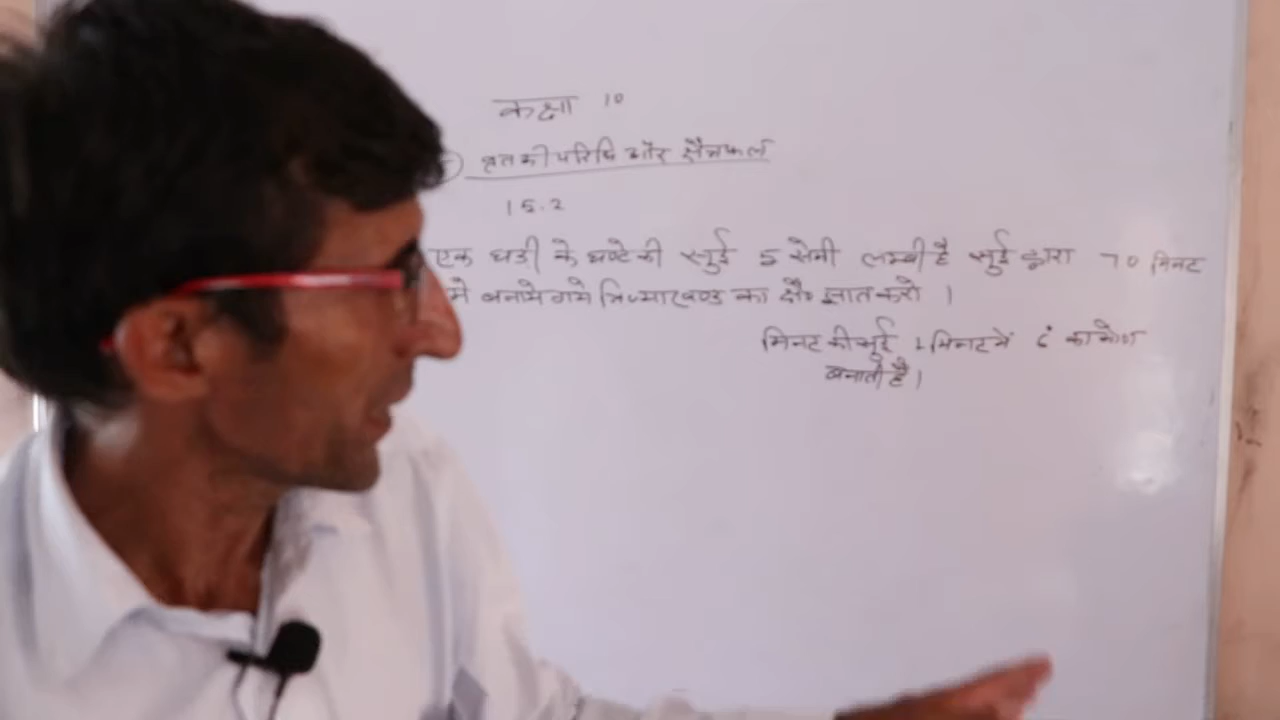 कक्षा 10
वृत की परिधि और क्षैत्रफल
15.2
एक घडी के घण्टे की सुई 5 सेमी लम्बी है सुई द्वारा 70 मिनट
मे बनाये गये त्रिज्याखण्ड का क्षै० ज्ञात करो ।
मिनट की सुई 1 मिनट में 6° का कोण
बनाती है।